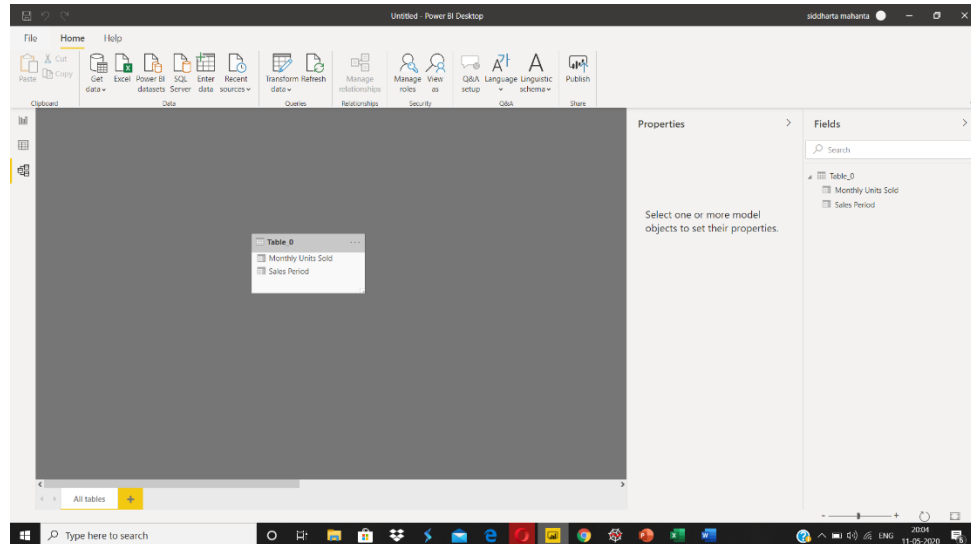 Untitled - Power BI Desktop
siddharta mahanta
File Home Help
Paste
Cut
Copy
Get data
Excel
Power BI datasets
SQL Server
Enter data
Recent sources
Transform data
Refresh
Manage relationships
Manage roles
View as
Q&A setup
Language
Linguistic schema
Publish
Clipboard
Data
Queries
Relationships
Security
Q&A
Share
Table_0
Monthly Units Sold
Sales Period
Properties
Select one or more model
objects to set their properties.
Fields
Search
Table_0
Monthly Units Sold
Sales Period
All tables
Type here to search
ENG
20:04
11-05-2020